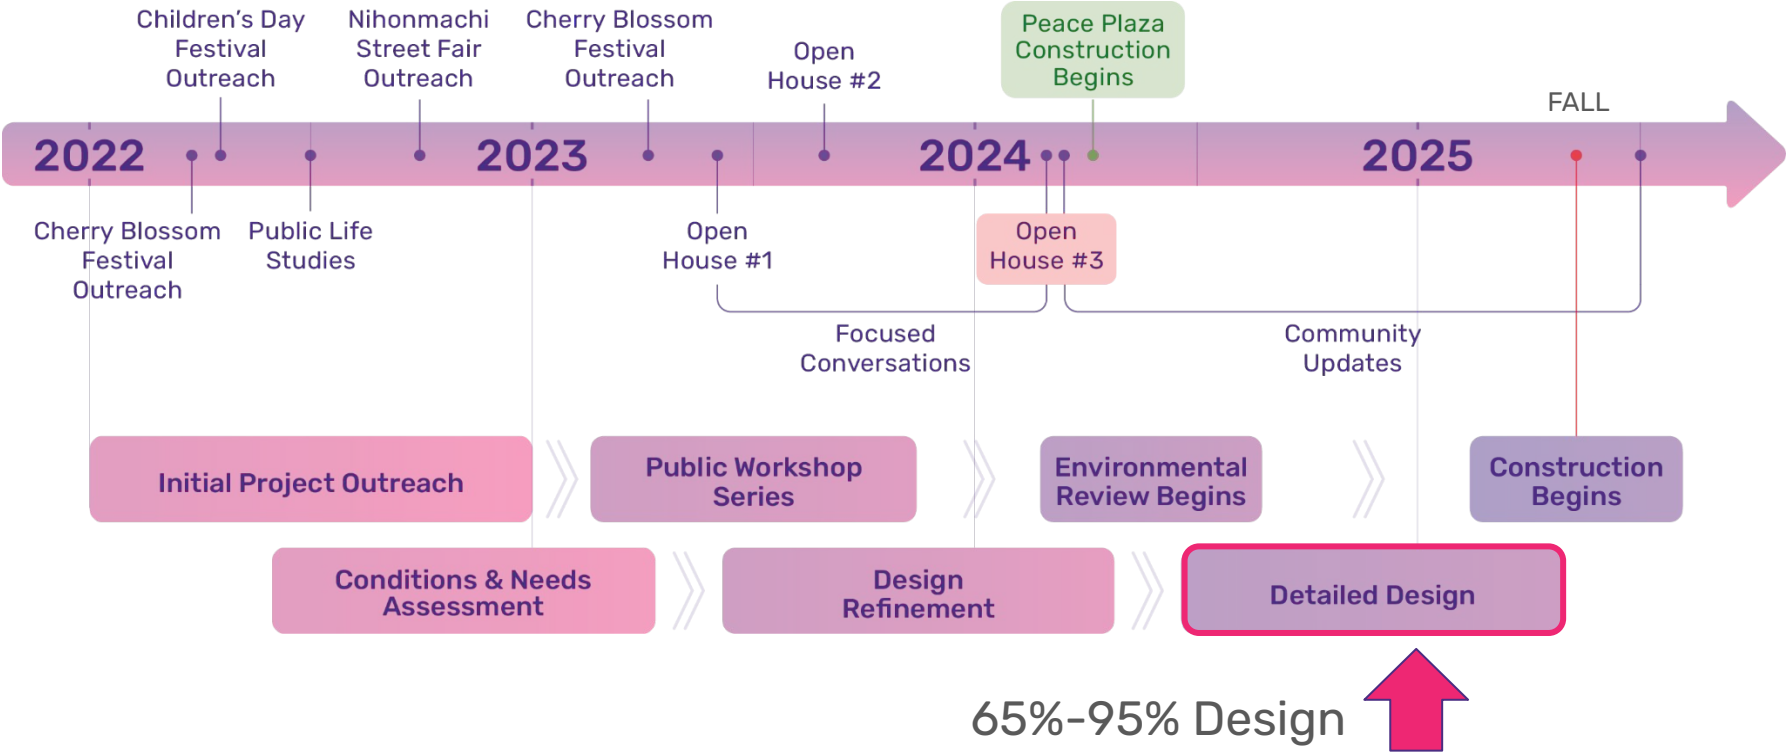 Children's Day
Festival
Outreach
Nihonmachi
Street Fair
Outreach
Cherry Blossom
Festival
Outreach
Open
House #2
Peace Plaza
Construction
Begins
FALL
2022
2023
2024
2025
Cherry Blossom
Festival
Outreach
Public Life
Studies
Open
House #1
Open
House #3
Focused
Conversations
Community
Updates
Initial Project Outreach
Public Workshop
Series
Environmental
Review Begins
Construction
Begins
Conditions & Needs
Assessment
Design
Refinement
Detailed Design
65%-95% Design